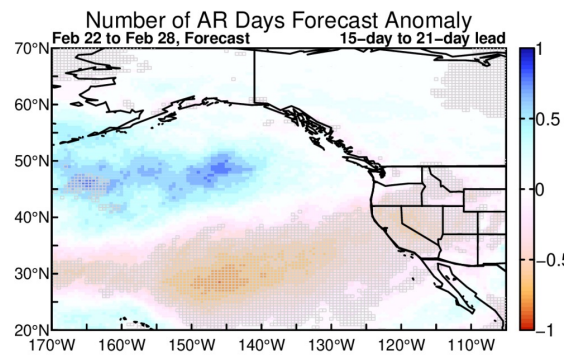 Number of AR Days Forecast Anomaly
Feb 22 to Feb 28, Forecast 15-day to 21-day lead
70°N
60°N
50°N
40°N
30°N
20°N
170°W 160°W 150°W 140°W 130°W 120°W 110°W
1
0.5
0
−0.5
−1